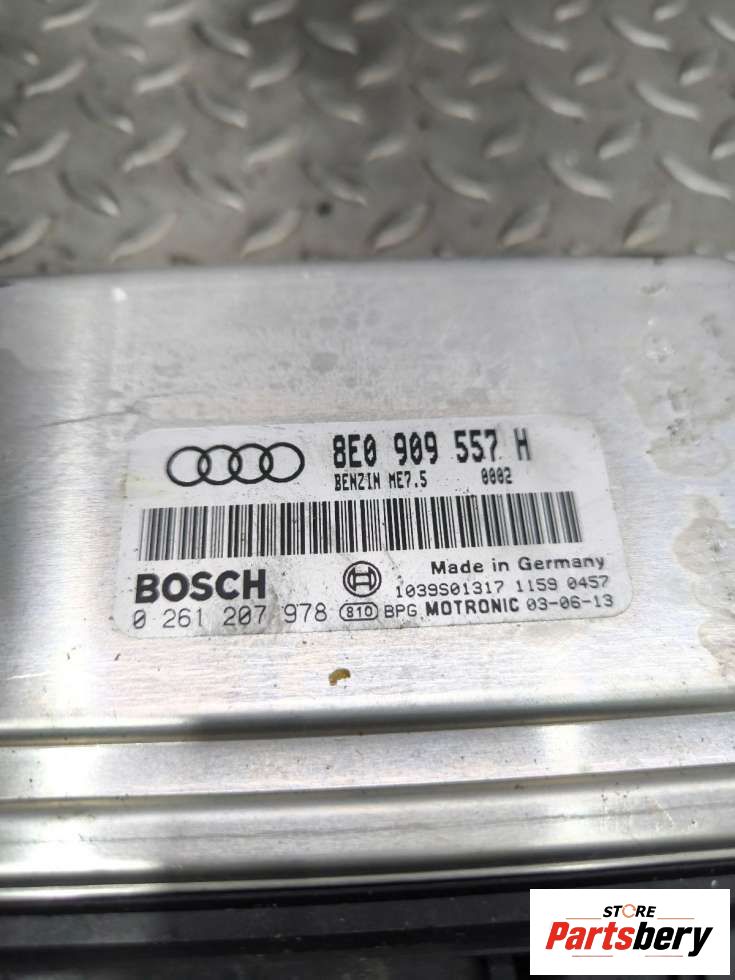 8E0 909 557 H
BENZIN ME7.5 0002
Made in Germany
BOSCH 1039S01317 1159 0457
0 261 207 978 810 BPG MOTRONIC 03-06-13
STORE
Partsbery